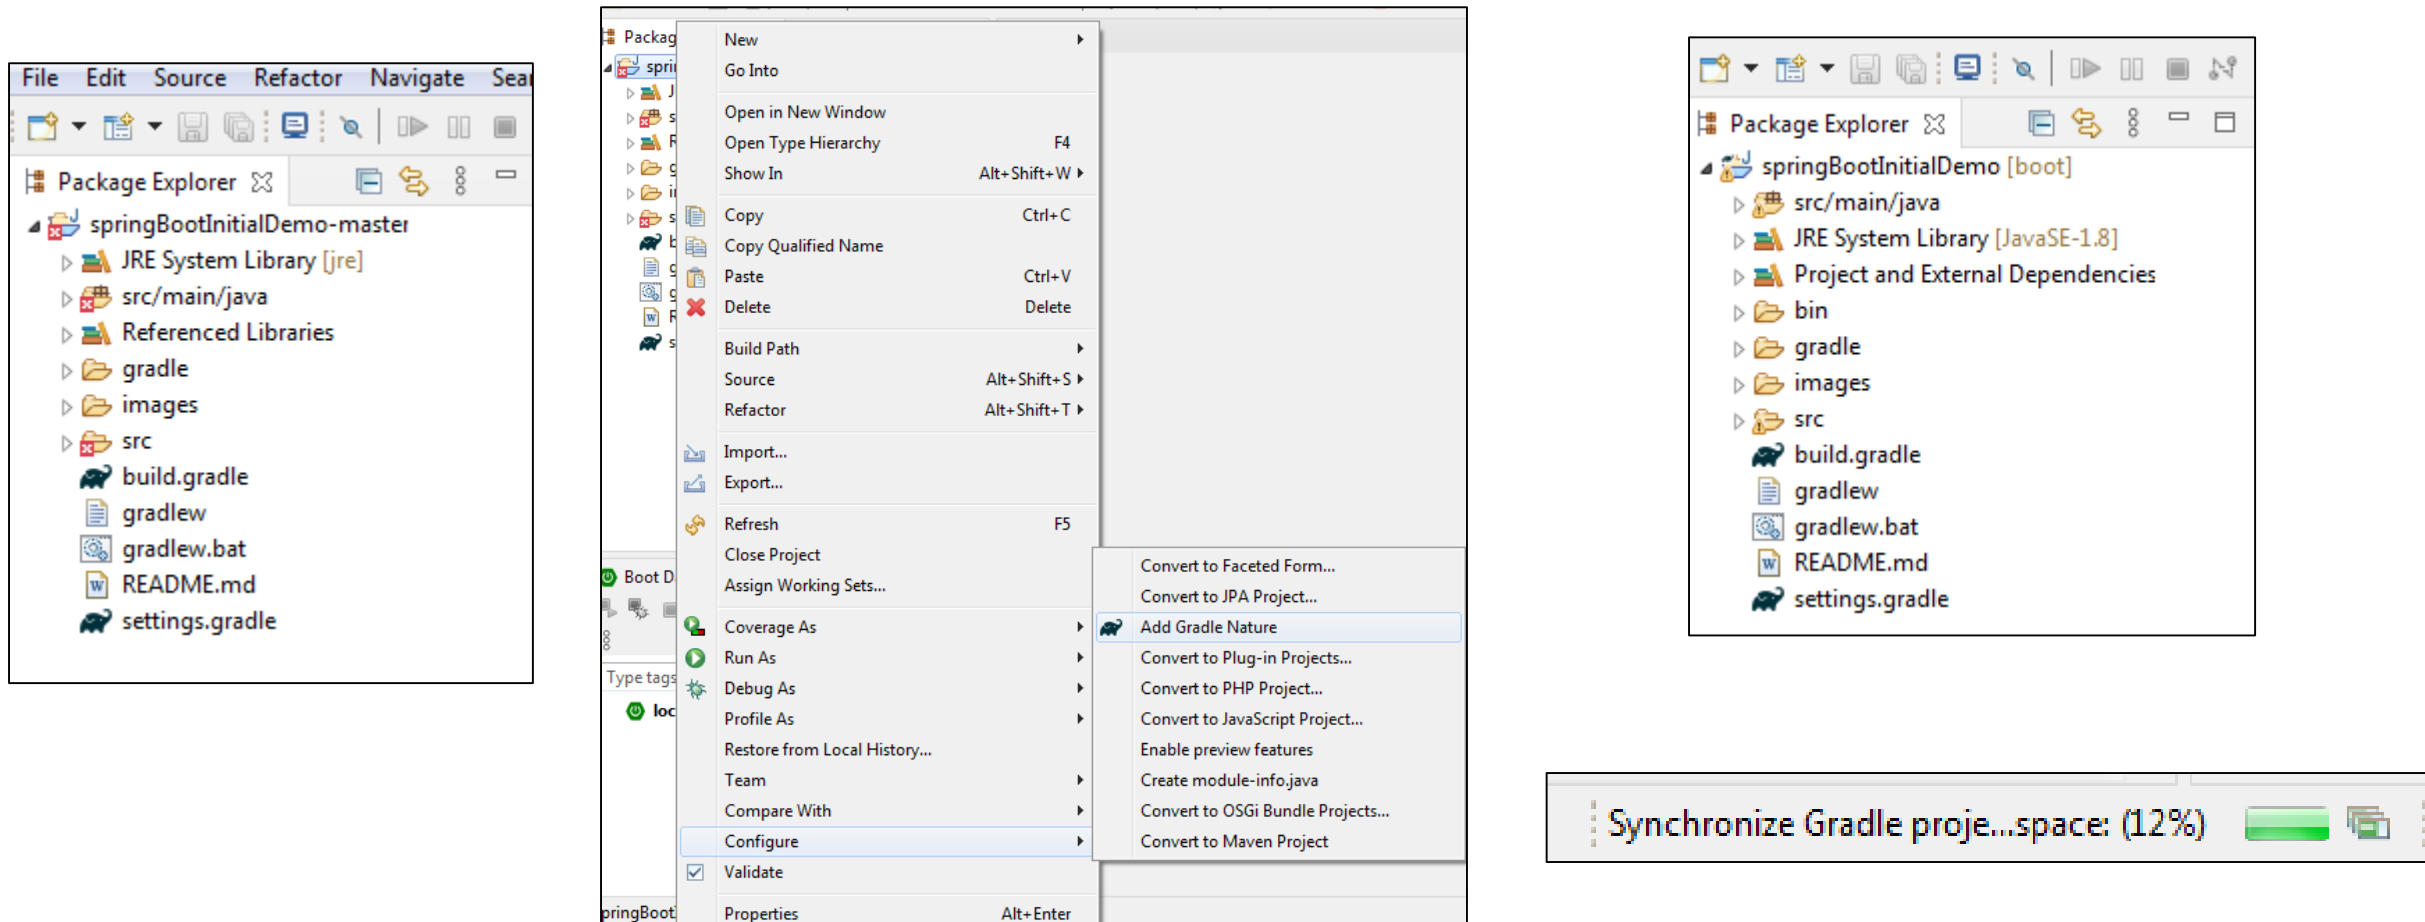 File Edit Source Refactor Navigate Sear
Package Explorer
springBootInitialDemo-master
JRE System Library [jre]
src/main/java
Referenced Libraries
gradle
images
src
build.gradle
gradlew
gradlew.bat
README.md
settings.gradle
Packag
spri
J
s
R
g
i
s
b
g
g
R
s
Boot D
Type tags
loc
pringBoot
New
Go Into
Open in New Window
Open Type Hierarchy F4
Show In Alt+Shift+W
Copy Ctrl+C
Copy Qualified Name
Paste Ctrl+V
Delete Delete
Build Path
Source Alt+Shift+S
Refactor Alt+Shift+T
Import...
Export...
Refresh F5
Close Project
Assign Working Sets...
Coverage As
Run As
Debug As
Profile As
Restore from Local History...
Team
Compare With
Configure
Validate
Properties Alt+Enter
Convert to Faceted Form...
Convert to JPA Project...
Add Gradle Nature
Convert to Plug-in Projects...
Convert to PHP Project...
Convert to JavaScript Project...
Enable preview features
Create module-info.java
Convert to OSGi Bundle Projects...
Convert to Maven Project
Package Explorer
springBootInitialDemo [boot]
src/main/java
JRE System Library [JavaSE-1.8]
Project and External Dependencies
bin
gradle
images
src
build.gradle
gradlew
gradlew.bat
README.md
settings.gradle
Synchronize Gradle proje...space: (12%)